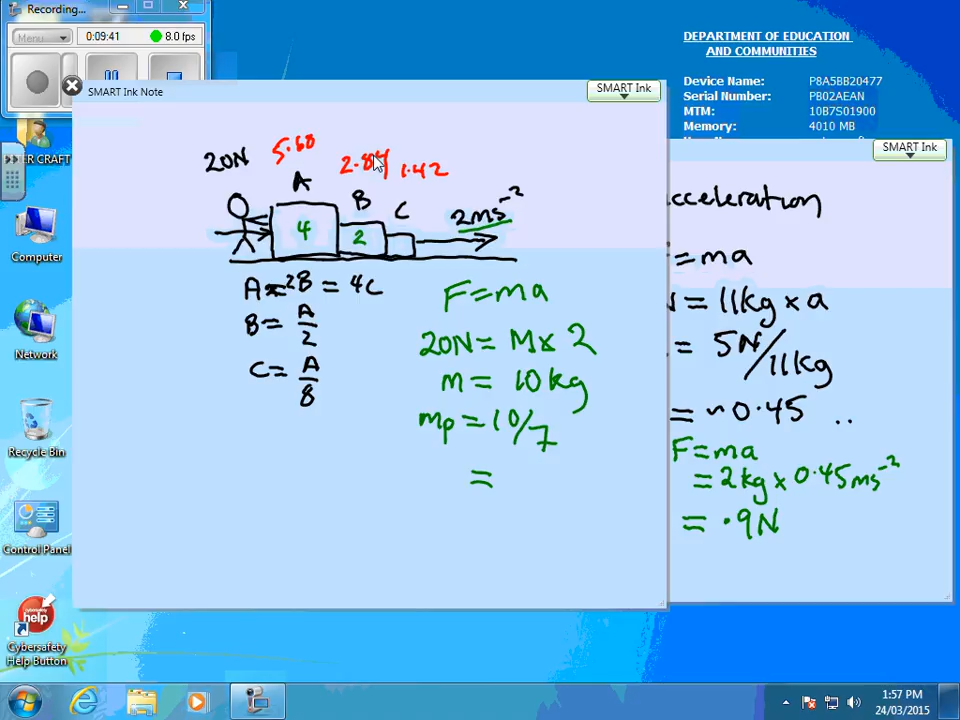 Recording...
Menu
0:09:41
8.0 fps
DEPARTMENT OF EDUCATION
AND COMMUNITIES
Device Name: P8A5BB20477
Serial Number: PB02AEAN
MTM: 10B7S01900
Memory: 4010 MB
ER CRAFT
SMART Ink Note
SMART Ink
SMART Ink
20N 5.68 2.84 1.42
A B C
4 2
2ms⁻²
A = 2B = 4C
B = A/2
C = A/8
F = ma
20N = M x 2
m = 10kg
mp = 10/7
=
cceleration
= ma
= 11kg x a
= 5N/11kg
= ~0.45 ..
F = ma
= 2kg x 0.45ms⁻²
= .9N
Computer
Network
Recycle Bin
Control Panel
Cybersafety
help
Cybersafety
Help Button
1:57 PM
24/03/2015